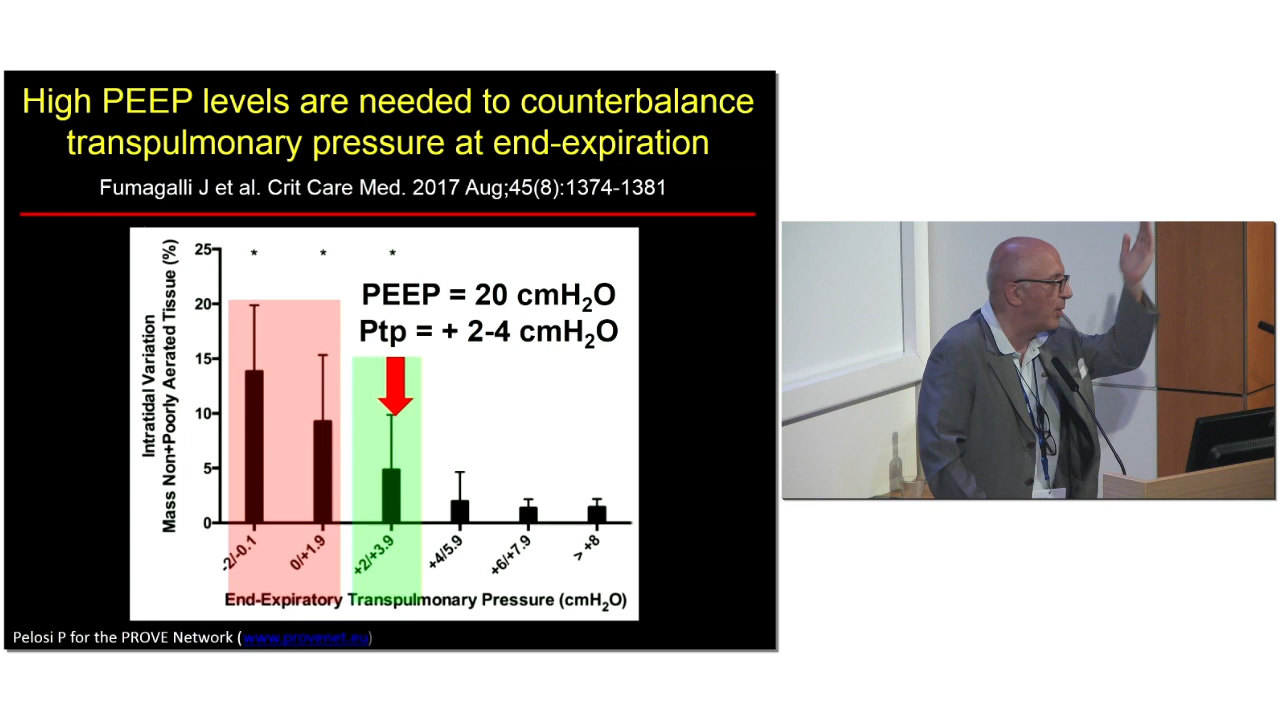 High PEEP levels are needed to counterbalance
transpulmonary pressure at end-expiration
Fumagalli J et al. Crit Care Med. 2017 Aug;45(8):1374-1381
Intratidal Variation
Mass Non+Poorly Aerated Tissue (%)
25
20
15
10
5
0
* * *
PEEP = 20 cmH2O
Ptp = + 2-4 cmH2O
-2/-0.1 0/+1.9 +2/+3.9 +4/5.9 +6/+7.9 > +8
End-Expiratory Transpulmonary Pressure (cmH2O)
Pelosi P for the PROVE Network (www.provenet.eu)